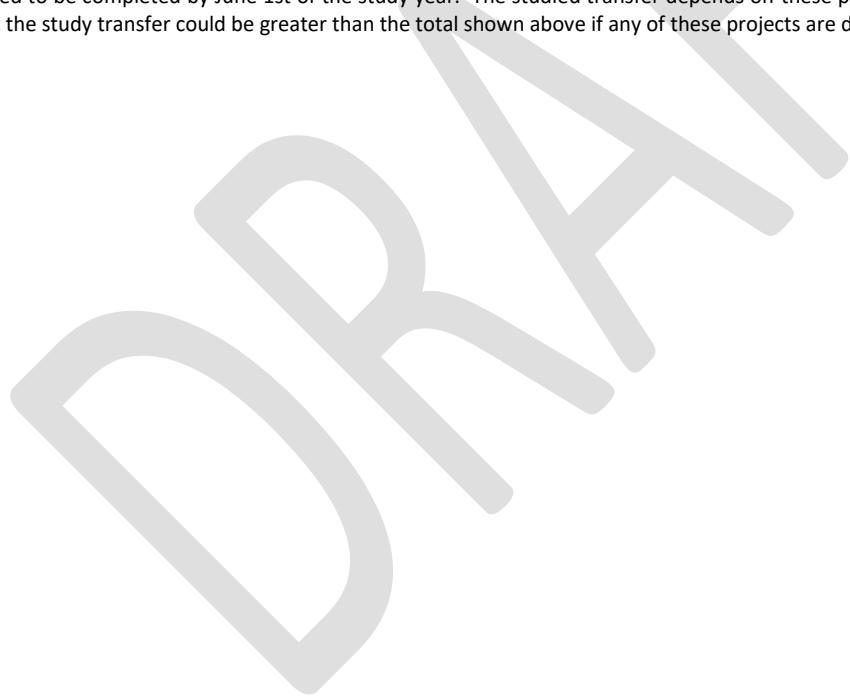 ed to be completed by June 1st of the study year. The studied transfer depends on these p
t the study transfer could be greater than the total shown above if any of these projects are d
DRA